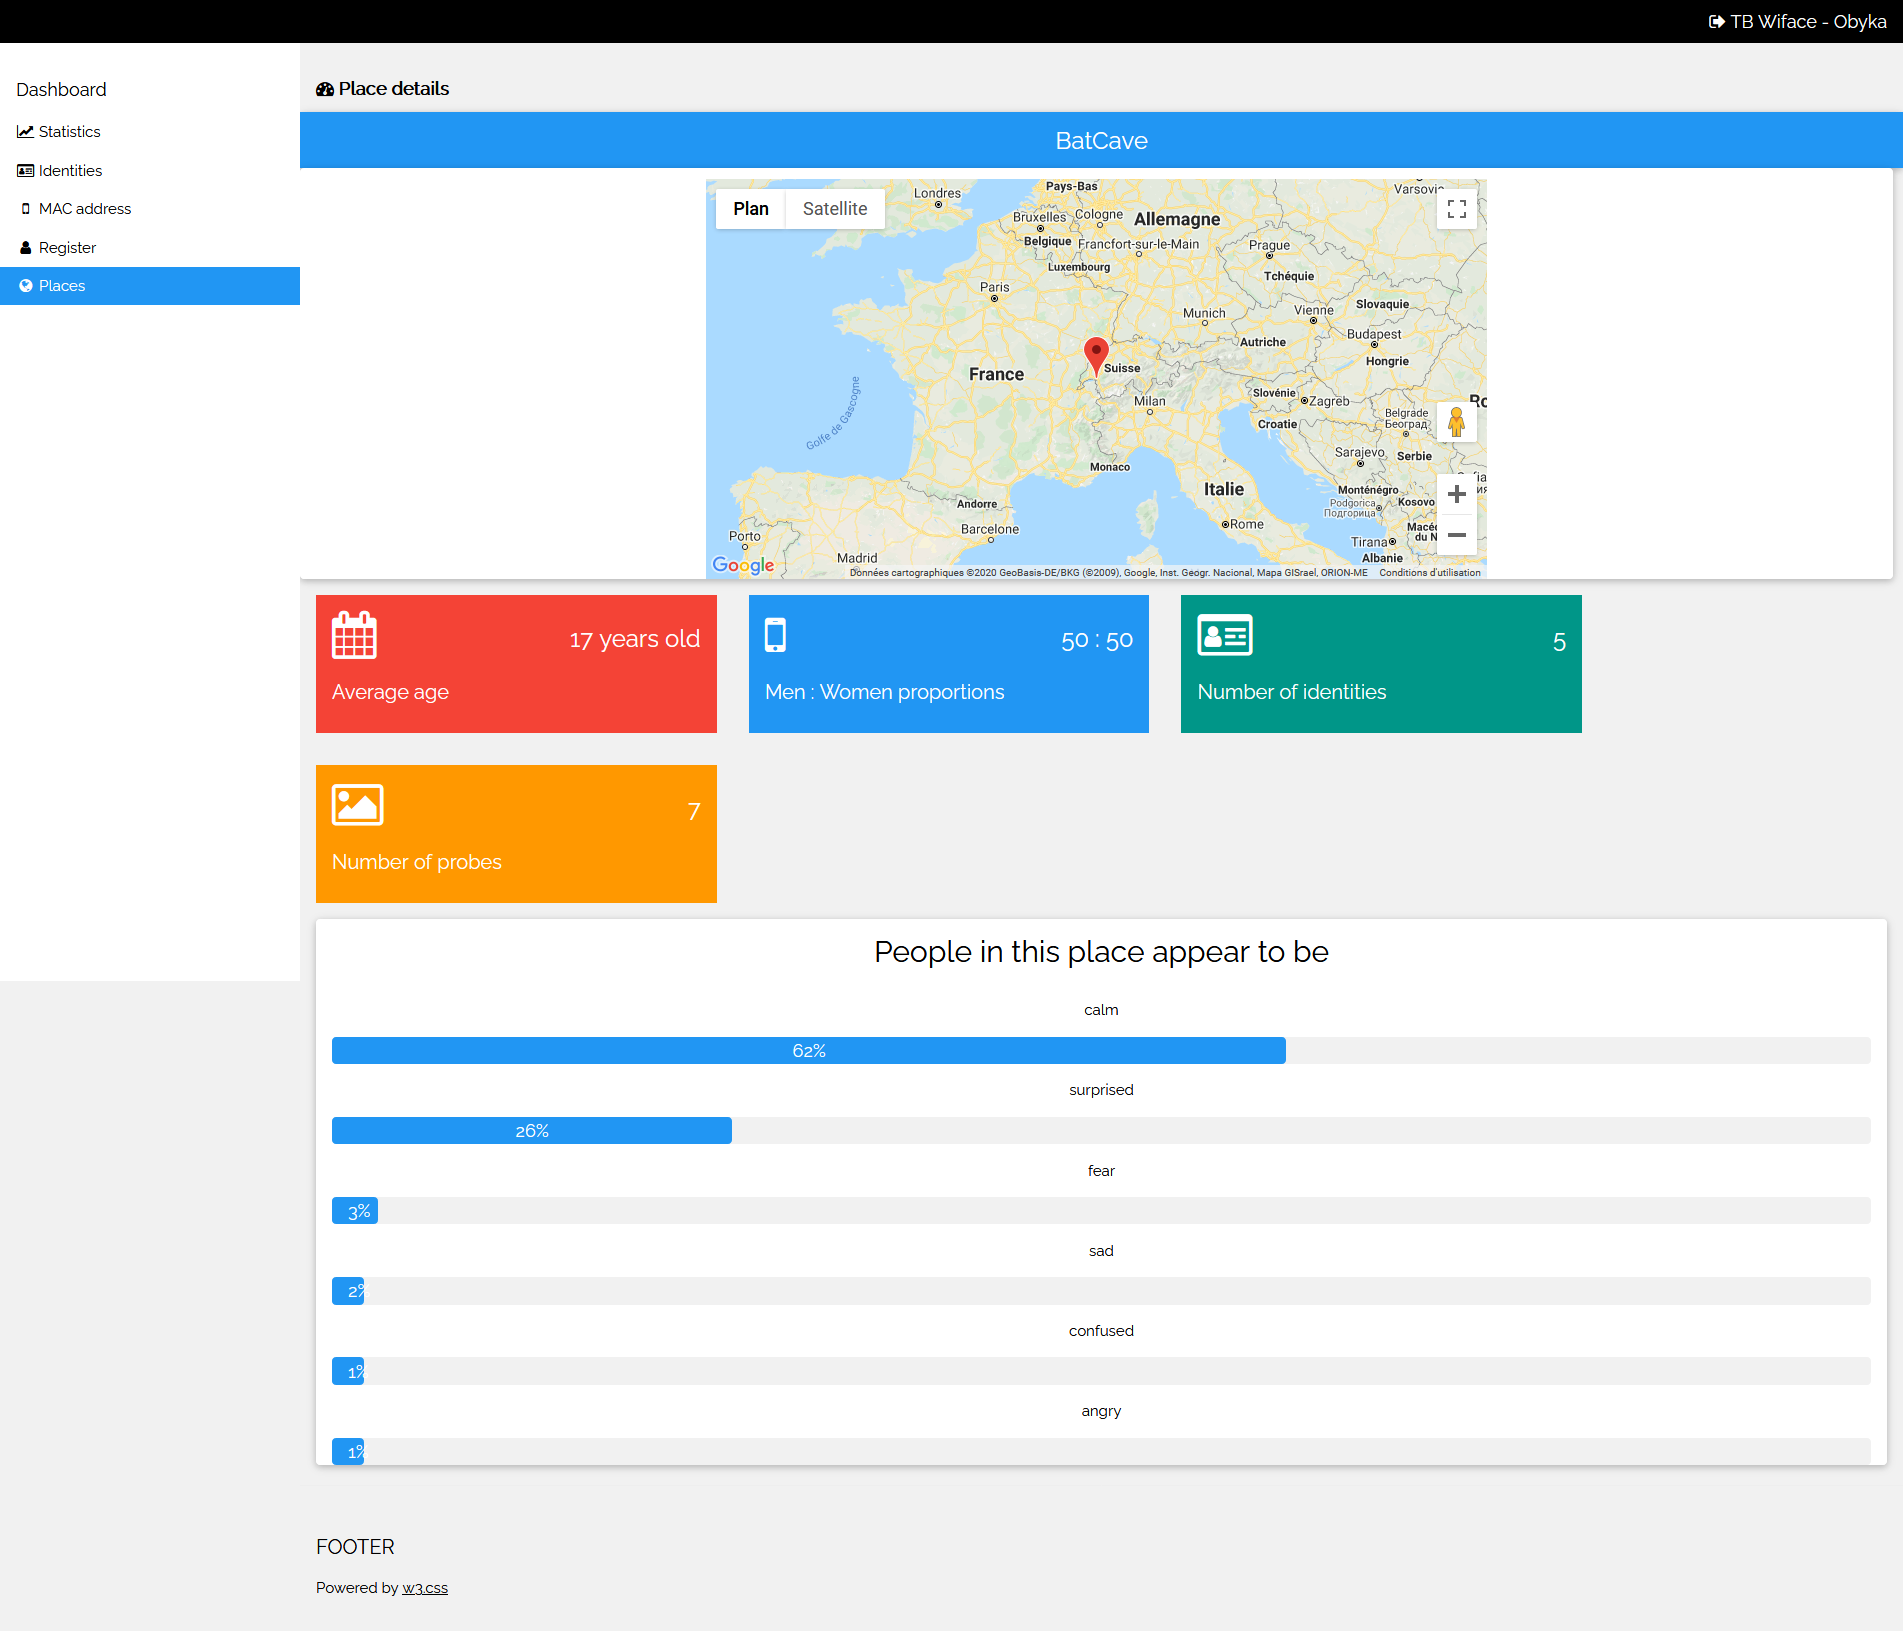 TB Wiface - Obyka
Dashboard
Statistics
Identities
MAC address
Register
Places
Place details
BatCave
Plan
Satellite
Londres
Pays-Bas
Varsovie
Bruxelles
Cologne
Allemagne
Belgique
Francfort-sur-le-Main
Prague
Luxembourg
Tchéquie
Paris
Slovaquie
Munich
Vienne
Budapest
Autriche
Hongrie
France
Suisse
Milan
Slovénie
Zagreb
Belgrade
Београд
Croatie
Golfe de Gascogne
Sarajevo
Serbie
Monaco
Italie
Monténégro
Podgorica
Подгорица
Kosovo
Andorre
Barcelone
Rome
Porto
Tirana
Madrid
Albanie
Google
Données cartographiques ©2020 GeoBasis-DE/BKG (©2009), Google, Inst. Geogr. Nacional, Mapa GISrael, ORION-ME
Conditions d'utilisation
17 years old
Average age
50 : 50
Men : Women proportions
5
Number of identities
7
Number of probes
People in this place appear to be
calm
62%
surprised
26%
fear
3%
sad
2%
confused
1%
angry
1%
FOOTER
Powered by w3.css